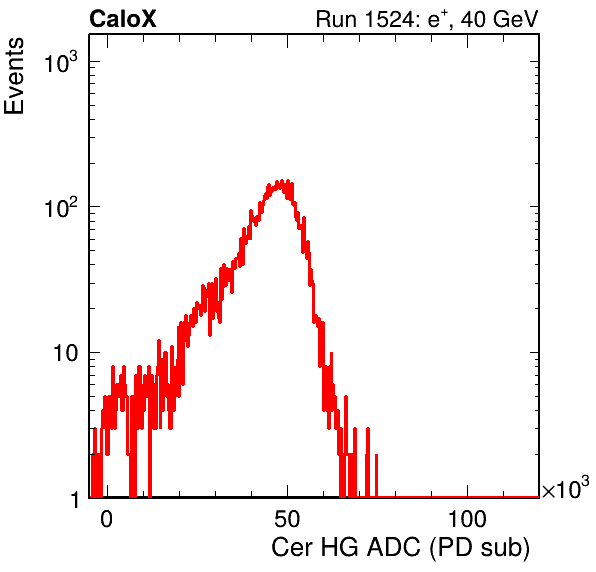 CaloX Run 1524: e⁺, 40 GeV
Events
10³
10²
10
1
0 50 100 ×10³
Cer HG ADC (PD sub)